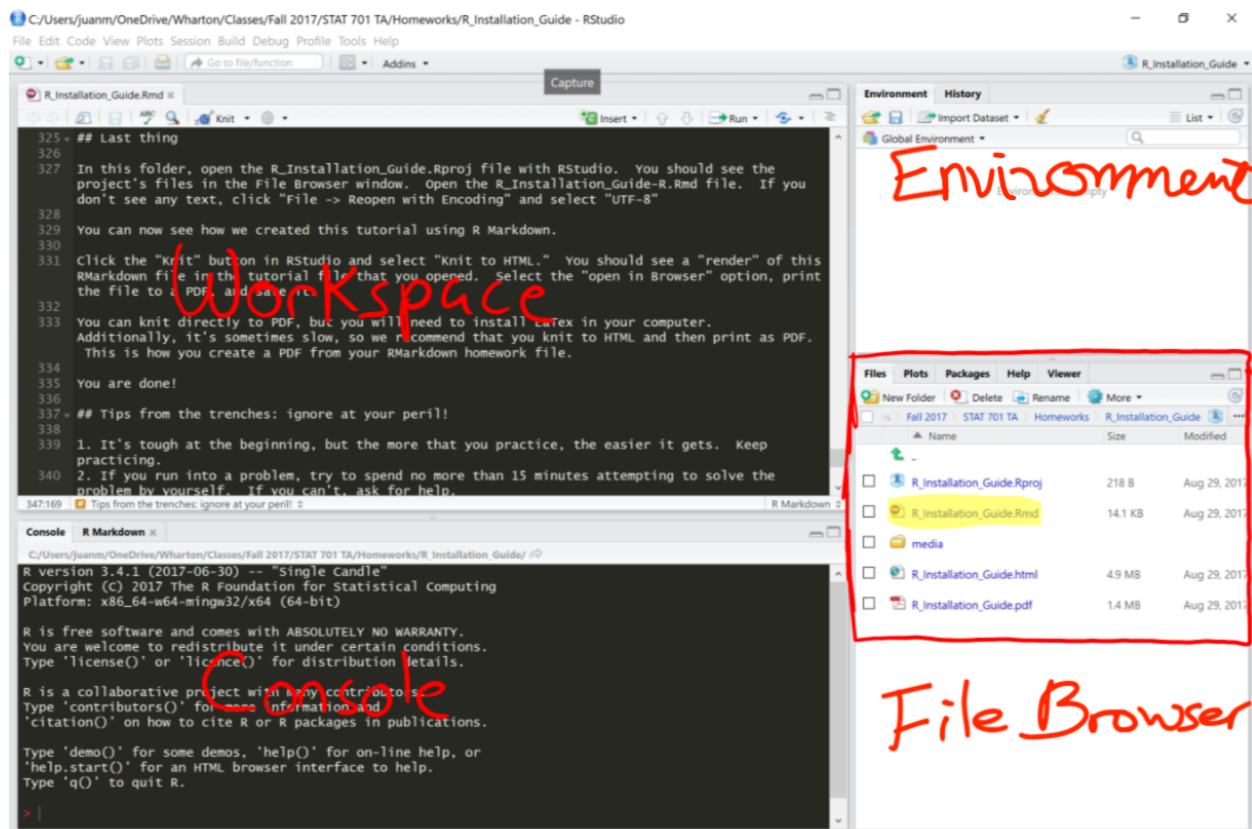 C:/Users/juanm/OneDrive/Wharton/Classes/Fall 2017/STAT 701 TA/Homeworks/R_Installation_Guide - RStudio
File Edit Code View Plots Session Build Debug Profile Tools Help
Go to file/function Addins R_Installation_Guide
Capture
R_Installation_Guide.Rmd
Knit Insert Run
325 ## Last thing
326
327 In this folder, open the R_Installation_Guide.Rproj file with RStudio. You should see the
project's files in the File Browser window. Open the R_Installation_Guide-R.Rmd file. If you
don't see any text, click "File -> Reopen with Encoding" and select "UTF-8"
328
329 You can now see how we created this tutorial using R Markdown.
330
331 Click the "Knit" button in RStudio and select "Knit to HTML." You should see a "render" of this
RMarkdown file in the tutorial file that you opened. Select the "open in Browser" option, print
the file to a PDF, and save it.
332
333 You can knit directly to PDF, but you will need to install LaTex in your computer.
Additionally, it's sometimes slow, so we recommend that you knit to HTML and then print as PDF.
This is how you create a PDF from your RMarkdown homework file.
334
335 You are done!
336
337 ## Tips from the trenches: ignore at your peril!
338
339 1. It's tough at the beginning, but the more that you practice, the easier it gets. Keep
practicing.
340 2. If you run into a problem, try to spend no more than 15 minutes attempting to solve the
problem by yourself. If you can't, ask for help.
347:169 Tips from the trenches: ignore at your peril! R Markdown
Workspace
Console R Markdown
C:/Users/juanm/OneDrive/Wharton/Classes/Fall 2017/STAT 701 TA/Homeworks/R_Installation_Guide/
R version 3.4.1 (2017-06-30) -- "Single Candle"
Copyright (C) 2017 The R Foundation for Statistical Computing
Platform: x86_64-w64-mingw32/x64 (64-bit)
R is free software and comes with ABSOLUTELY NO WARRANTY.
You are welcome to redistribute it under certain conditions.
Type 'license()' or 'licence()' for distribution details.
R is a collaborative project with many contributors.
Type 'contributors()' for more information and
'citation()' on how to cite R or R packages in publications.
Type 'demo()' for some demos, 'help()' for on-line help, or
'help.start()' for an HTML browser interface to help.
Type 'q()' to quit R.
>
Console
Environment History
Import Dataset List
Global Environment
Environment is empty
Environment
Files Plots Packages Help Viewer
New Folder Delete Rename More
Fall 2017 STAT 701 TA Homeworks R_Installation_Guide ...
Name Size Modified
..
R_Installation_Guide.Rproj 218 B Aug 29, 2017
R_Installation_Guide.Rmd 14.1 KB Aug 29, 2017
media
R_Installation_Guide.html 4.9 MB Aug 29, 2017
R_Installation_Guide.pdf 1.4 MB Aug 29, 2017
File Browser